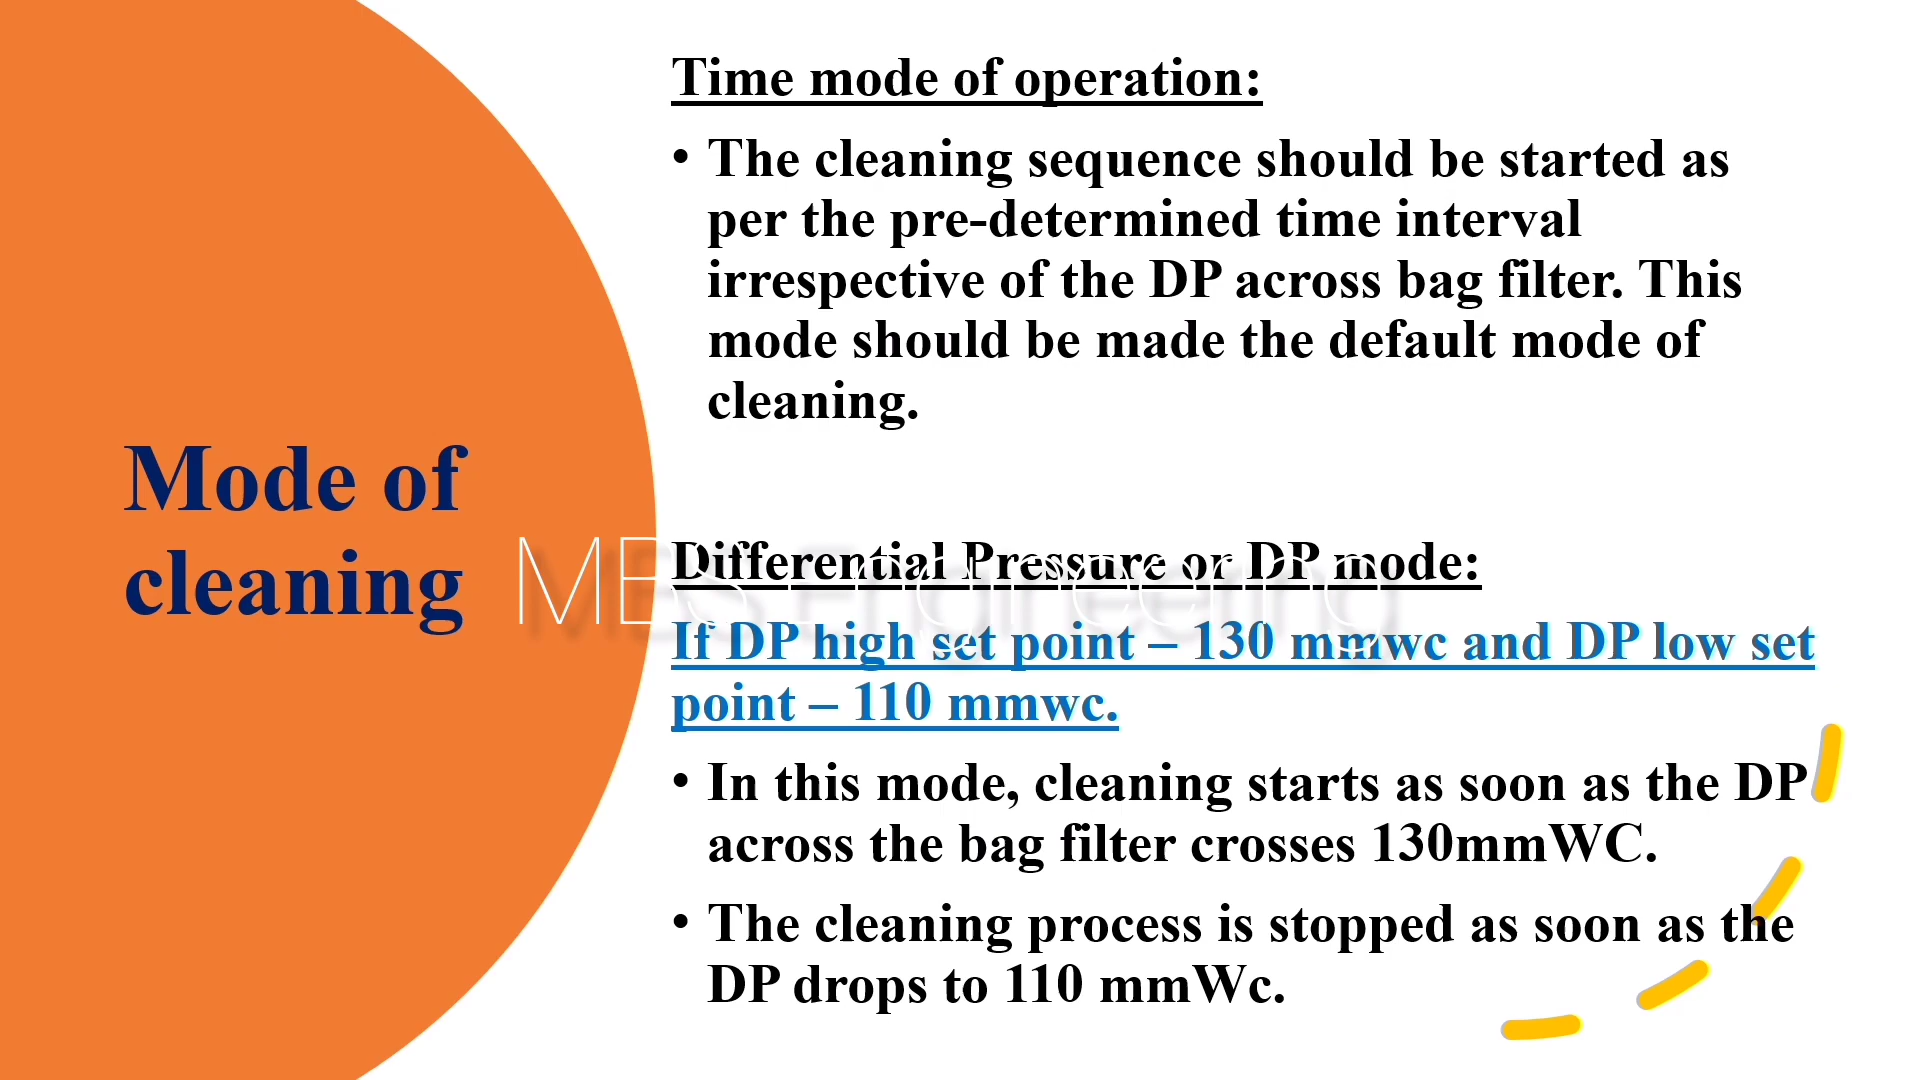 Mode of
cleaning
Time mode of operation:
• The cleaning sequence should be started as
per the pre-determined time interval
irrespective of the DP across bag filter. This
mode should be made the default mode of
cleaning.
Differential Pressure or DP mode:
If DP high set point – 130 mmwc and DP low set
point – 110 mmwc.
• In this mode, cleaning starts as soon as the DP
across the bag filter crosses 130mmWC.
• The cleaning process is stopped as soon as the
DP drops to 110 mmWc.
MBS Engineering